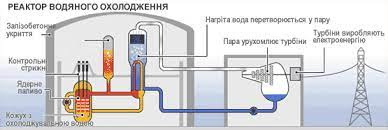 РЕАКТОР ВОДЯНОГО ОХОЛОДЖЕННЯ
Запізобетонне
укриття
Контрольні
стрижні
Ядерне
паливо
Кожух з
охолоджувальною водою
Нагріта вода перетворюється у пару
Пара урухомлює турбіни
Турбіни виробляють
електроенергію